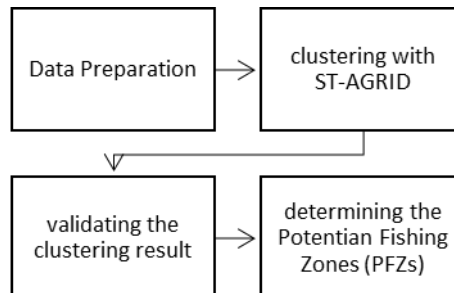 Data Preparation
clustering with
ST-AGRID
validating the
clustering result
determining the
Potentian Fishing
Zones (PFZs)